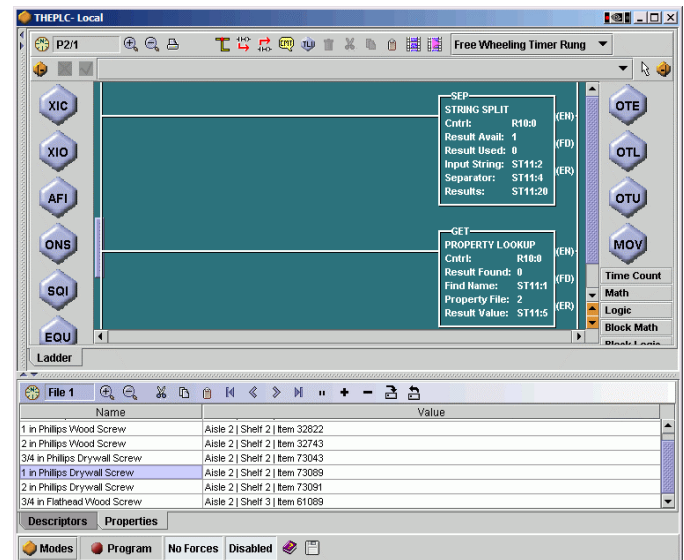 THEPLC- Local
P2/1
Free Wheeling Timer Rung
XIC
XIO
AFI
ONS
SQI
EQU
SEP
STRING SPLIT
Cntrl: R10:0
Result Avail: 1
Result Used: 0
Input String: ST11:2
Separator: ST11:4
Results: ST11:20
(EN)
(FD)
(ER)
GET
PROPERTY LOOKUP
Cntrl: R10:0
Result Found: 0
Find Name: ST11:1
Property File: 2
Result Value: ST11:5
(EN)
(FD)
(ER)
OTE
OTL
OTU
MOV
Time Count
Math
Logic
Block Math
Block Logic
Ladder
File 1
Name Value
1 in Phillips Wood Screw Aisle 2 | Shelf 2 | Item 32822
2 in Phillips Wood Screw Aisle 2 | Shelf 2 | Item 32743
3/4 in Philips Drywall Screw Aisle 2 | Shelf 2 | Item 73043
1 in Philips Drywall Screw Aisle 2 | Shelf 2 | Item 73089
2 in Philips Drywall Screw Aisle 2 | Shelf 2 | Item 73091
3/4 in Flathead Wood Screw Aisle 2 | Shelf 3 | Item 61089
Descriptors Properties
Modes Program No Forces Disabled